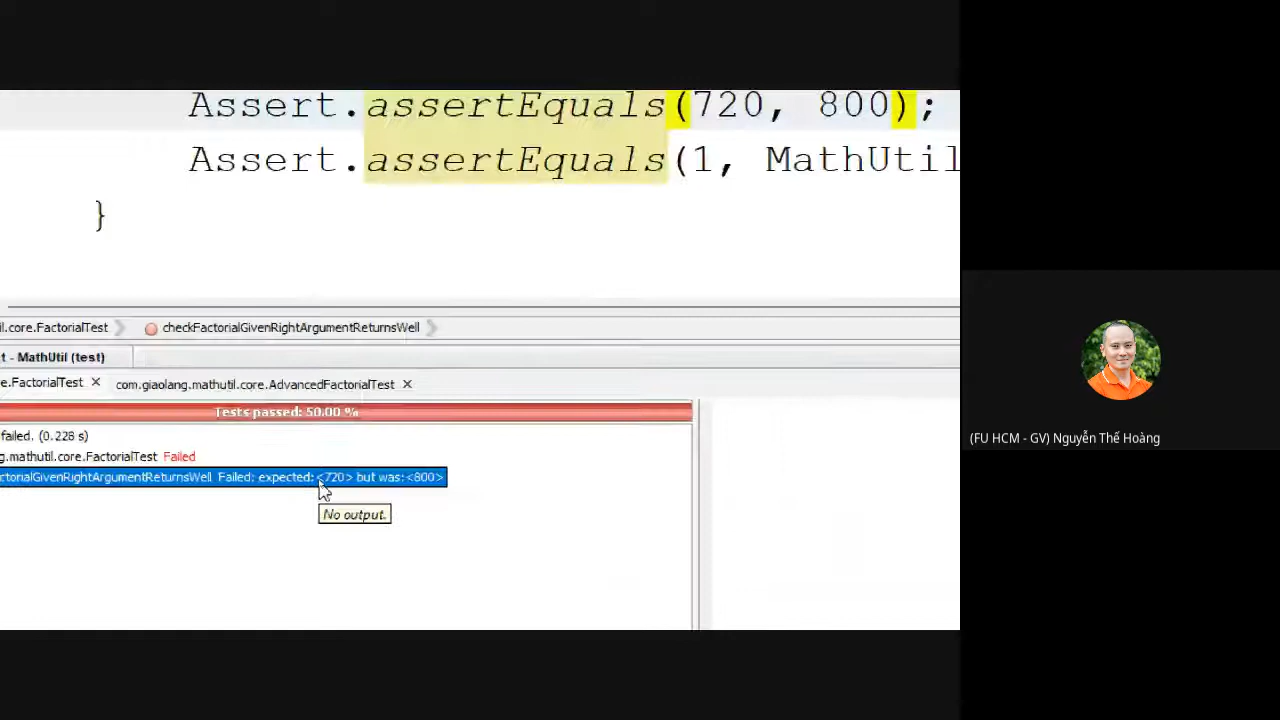 Assert.assertEquals(720, 800);
Assert.assertEquals(1, MathUtil
}
l.core.FactorialTest
checkFactorialGivenRightArgumentReturnsWell
t - MathUtil (test)
e.FactorialTest
com.giaolang.mathutil.core.AdvancedFactorialTest
Tests passed: 50.00 %
failed. (0.228 s)
g.mathutil.core.FactorialTest Failed
ctorialGivenRightArgumentReturnsWell Failed: expected:<720> but was:<800>
No output.
(FU HCM - GV) Nguyễn Thế Hoàng